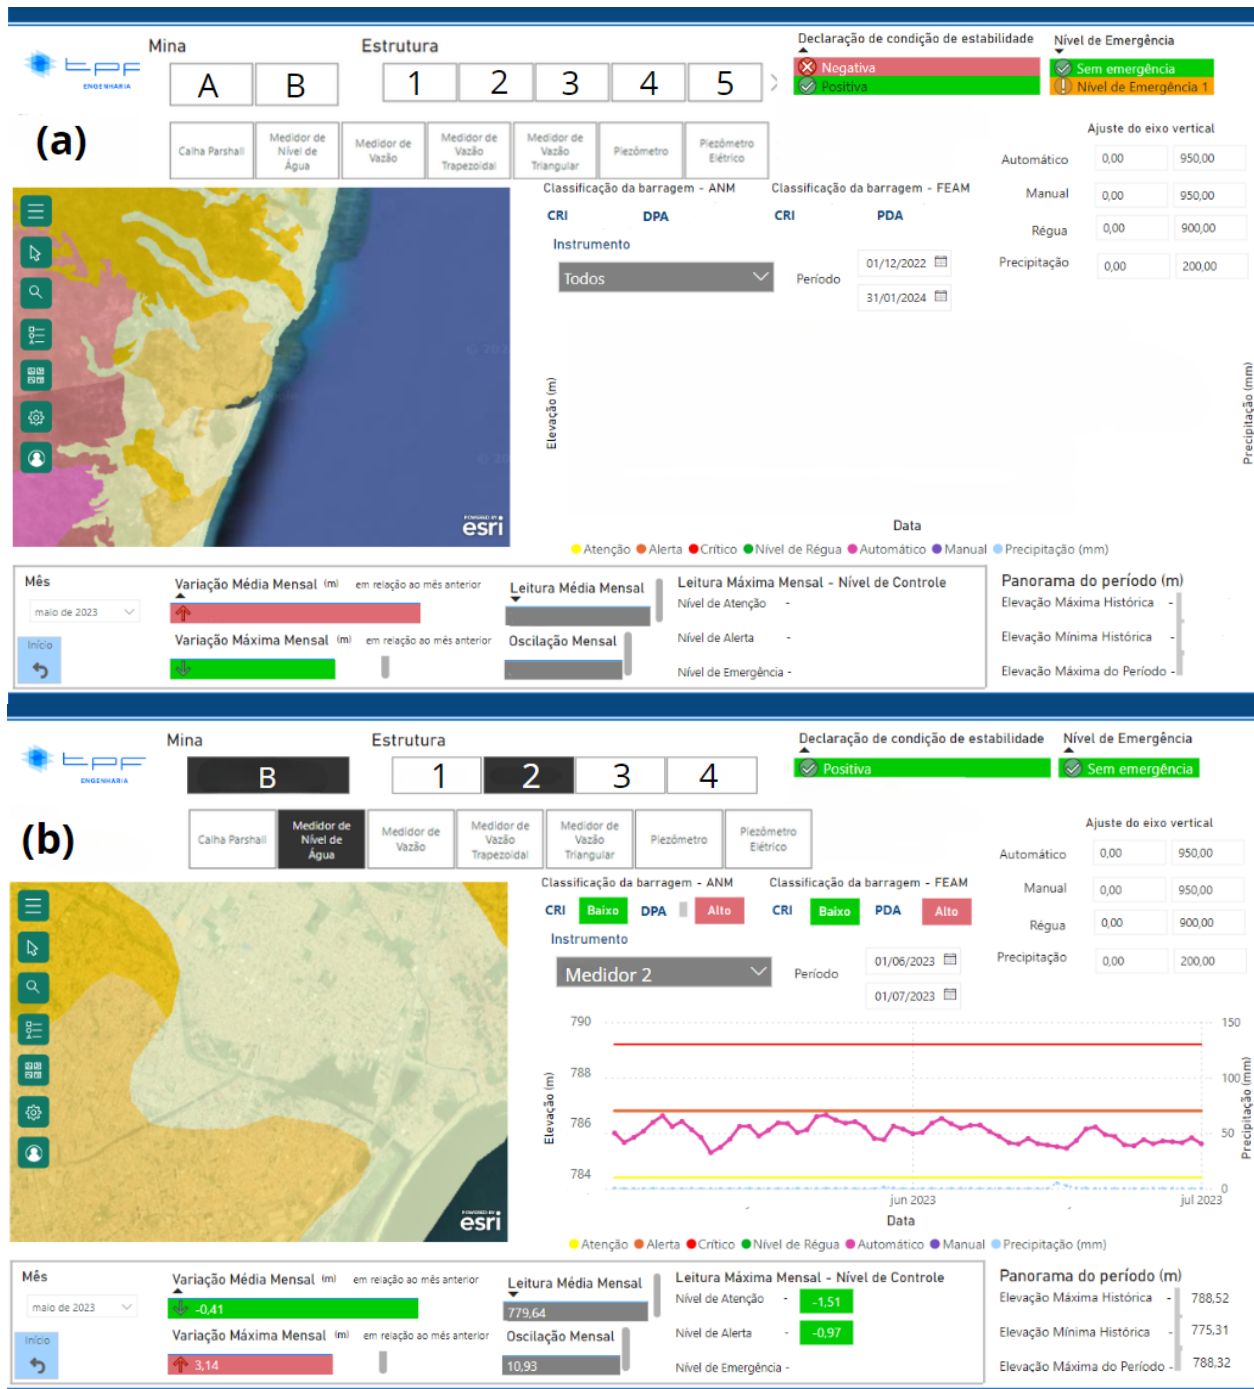 Mina
Estrutura
Declaração de condição de estabilidade
Nível de Emergência
tpf
ENGENHARIA
A
B
1
2
3
4
5
Negativa
Positiva
Sem emergência
Nível de Emergência 1
(a)
Calha Parshall
Medidor de
Nível de
Água
Medidor de
Vazão
Medidor de
Vazão
Trapezoidal
Medidor de
Vazão
Triangular
Piezômetro
Piezômetro
Elétrico
Ajuste do eixo vertical
Automático 0,00 950,00
Manual 0,00 950,00
Régua 0,00 900,00
Precipitação 0,00 200,00
Classificação da barragem - ANM
Classificação da barragem - FEAM
CRI DPA
CRI PDA
Instrumento
Todos
Período
01/12/2022
31/01/2024
Elevação (m)
Precipitação (mm)
POWERED BY
esri
Data
Atenção Alerta Crítico Nível de Régua Automático Manual Precipitação (mm)
Mês
maio de 2023
Início
Variação Média Mensal (m) em relação ao mês anterior
Variação Máxima Mensal (m) em relação ao mês anterior
Leitura Média Mensal
Oscilação Mensal
Leitura Máxima Mensal - Nível de Controle
Nível de Atenção -
Nível de Alerta -
Nível de Emergência -
Panorama do período (m)
Elevação Máxima Histórica -
Elevação Mínima Histórica -
Elevação Máxima do Período -
Mina
Estrutura
Declaração de condição de estabilidade
Nível de Emergência
tpf
ENGENHARIA
B
1
2
3
4
Positiva
Sem emergência
(b)
Calha Parshall
Medidor de
Nível de
Água
Medidor de
Vazão
Medidor de
Vazão
Trapezoidal
Medidor de
Vazão
Triangular
Piezômetro
Piezômetro
Elétrico
Ajuste do eixo vertical
Automático 0,00 950,00
Manual 0,00 950,00
Régua 0,00 900,00
Precipitação 0,00 200,00
Classificação da barragem - ANM
Classificação da barragem - FEAM
CRI Baixo DPA Alto
CRI Baixo PDA Alto
Instrumento
Medidor 2
Período
01/06/2023
01/07/2023
Elevação (m)
790
788
786
784
150
100
50
0
Precipitação (mm)
jun 2023
jul 2023
POWERED BY
esri
Data
Atenção Alerta Crítico Nível de Régua Automático Manual Precipitação (mm)
Mês
maio de 2023
Início
Variação Média Mensal (m) em relação ao mês anterior
-0,41
Variação Máxima Mensal (m) em relação ao mês anterior
3,14
Leitura Média Mensal
779,64
Oscilação Mensal
10,93
Leitura Máxima Mensal - Nível de Controle
Nível de Atenção - -1,51
Nível de Alerta - -0,97
Nível de Emergência -
Panorama do período (m)
Elevação Máxima Histórica - 788,52
Elevação Mínima Histórica - 775,31
Elevação Máxima do Período - 788,32